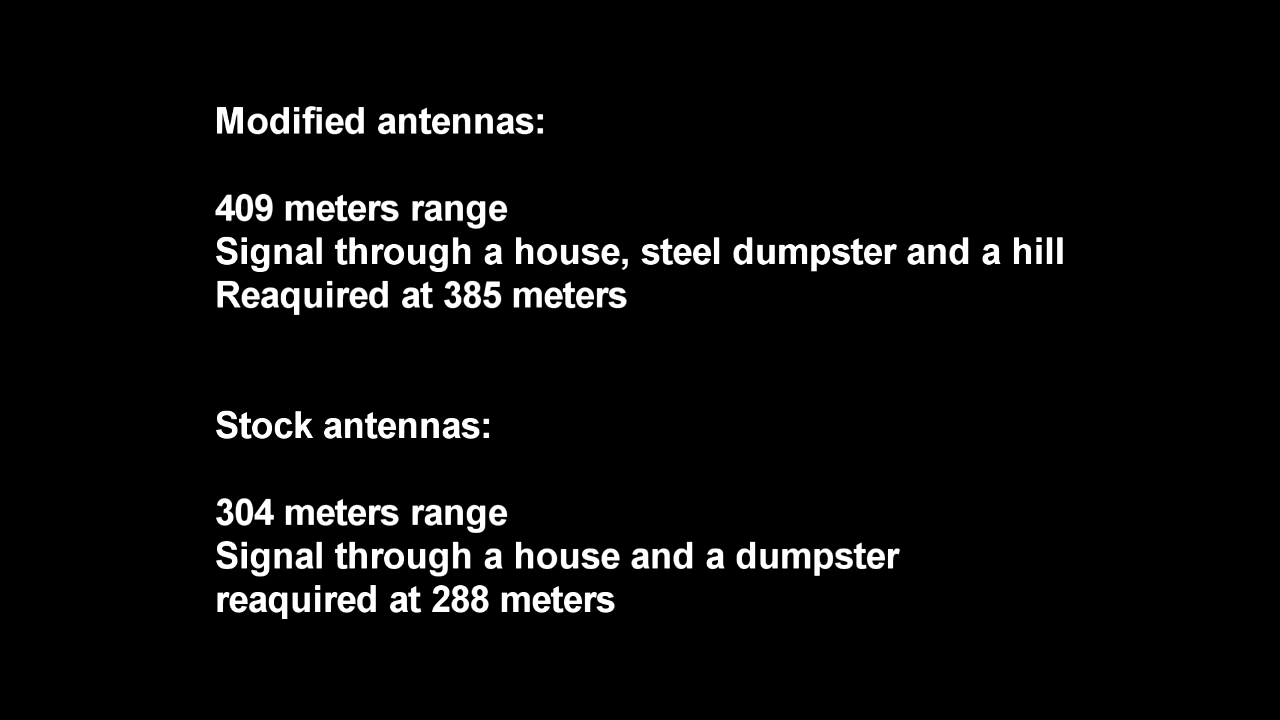 Modified antennas:
409 meters range
Signal through a house, steel dumpster and a hill
Reaquired at 385 meters
Stock antennas:
304 meters range
Signal through a house and a dumpster
reaquired at 288 meters